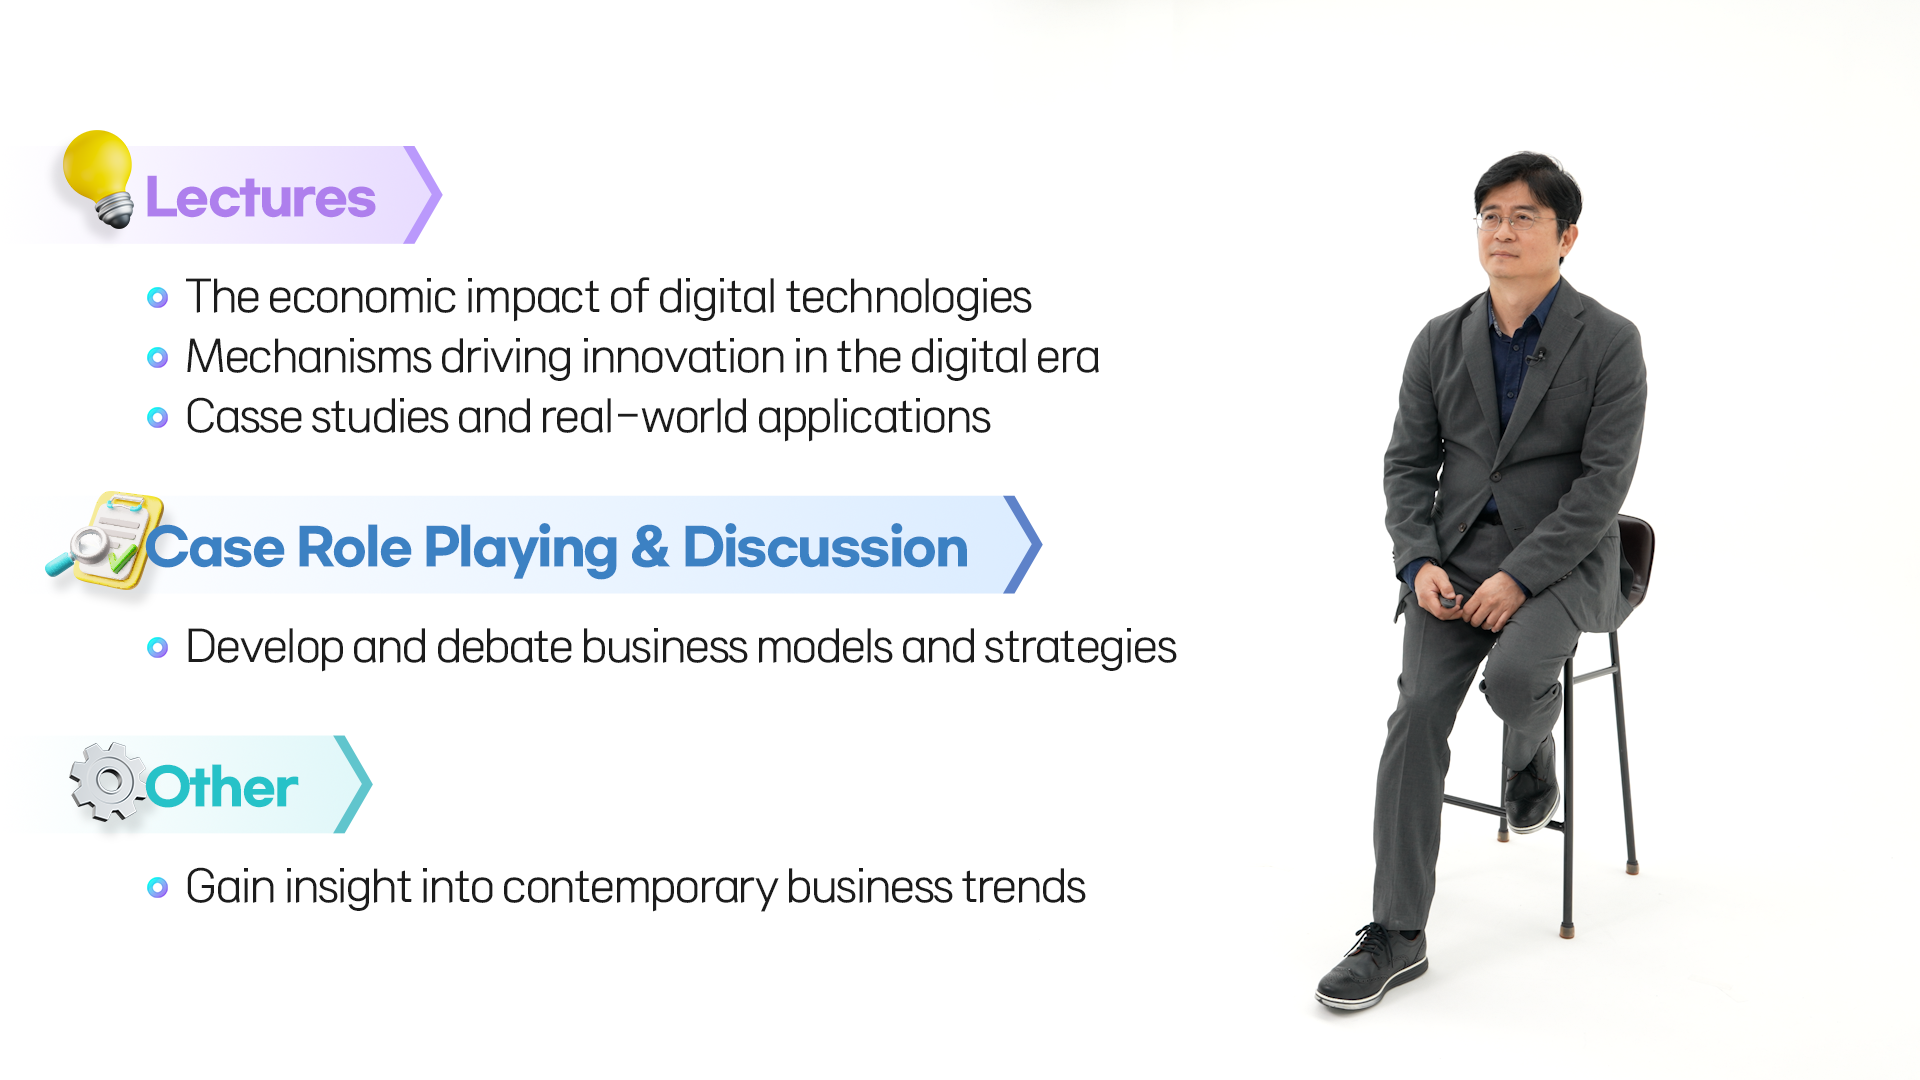 Lectures
The economic impact of digital technologies
Mechanisms driving innovation in the digital era
Casse studies and real-world applications
Case Role Playing & Discussion
Develop and debate business models and strategies
Other
Gain insight into contemporary business trends